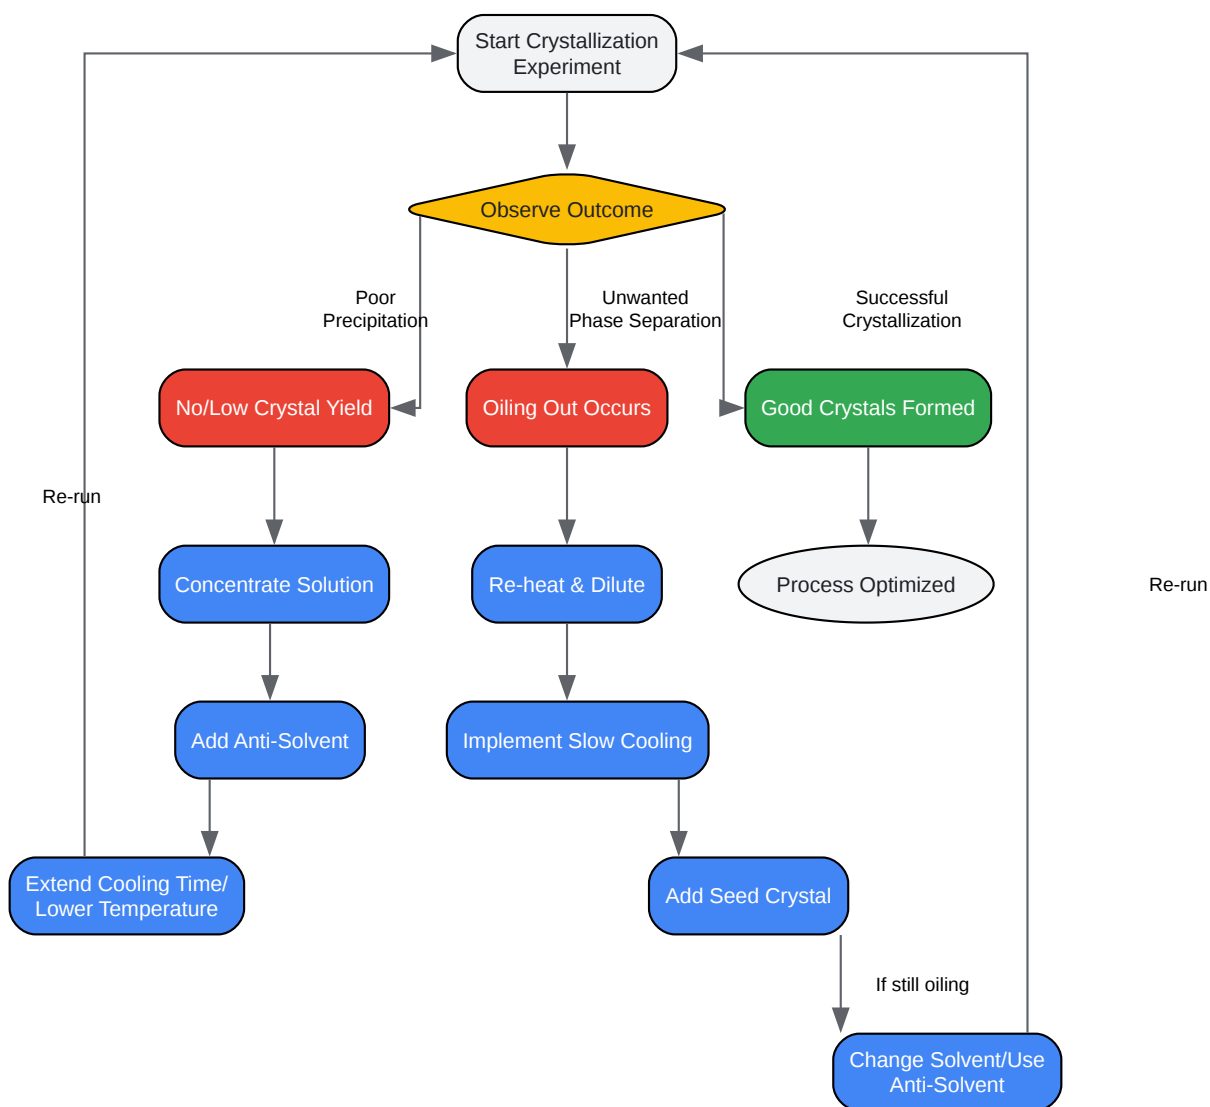 Start Crystallization
Experiment
Observe Outcome
Poor
Precipitation
Unwanted
Phase Separation
Successful
Crystallization
No/Low Crystal Yield
Oiling Out Occurs
Good Crystals Formed
Re-run
Concentrate Solution
Re-heat & Dilute
Process Optimized
Re-run
Add Anti-Solvent
Implement Slow Cooling
Extend Cooling Time/
Lower Temperature
Add Seed Crystal
If still oiling
Change Solvent/Use
Anti-Solvent